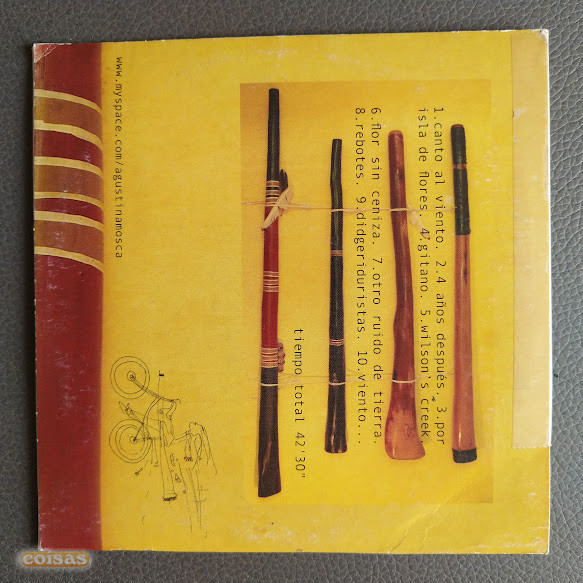 1.canto al viento. 2.4 años después. 3.por
isla de flores. 4.gitano. 5.wilson's creek.
6.flor sin ceniza. 7.otro ruido de tierra.
8.rebotes. 9.didgeriduristas. 10.viento...
tiempo total 42'30"
www.myspace.com/agustinamosca
coisas